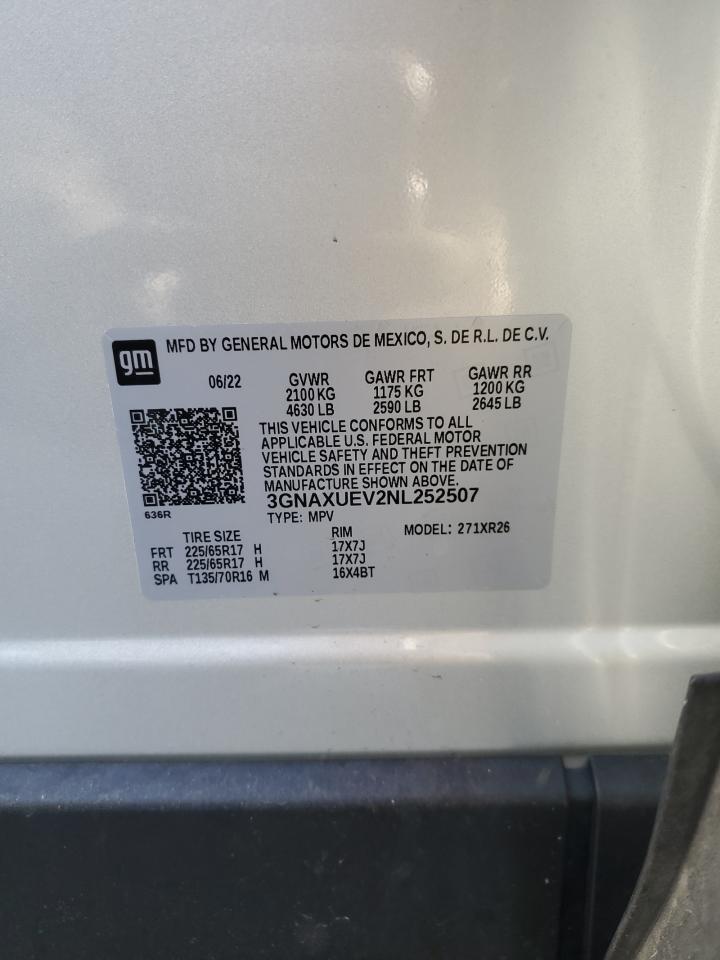 gm
MFD BY GENERAL MOTORS DE MEXICO, S. DE R.L. DE C.V.
06/22 GVWR GAWR FRT GAWR RR
2100 KG 1175 KG 1200 KG
4630 LB 2590 LB 2645 LB
THIS VEHICLE CONFORMS TO ALL
APPLICABLE U.S. FEDERAL MOTOR
VEHICLE SAFETY AND THEFT PREVENTION
STANDARDS IN EFFECT ON THE DATE OF
MANUFACTURE SHOWN ABOVE.
3GNAXUEV2NL252507
636R
TYPE: MPV
MODEL: 271XR26
TIRE SIZE RIM
FRT 225/65R17 H 17X7J
RR 225/65R17 H 17X7J
SPA T135/70R16 M 16X4BT